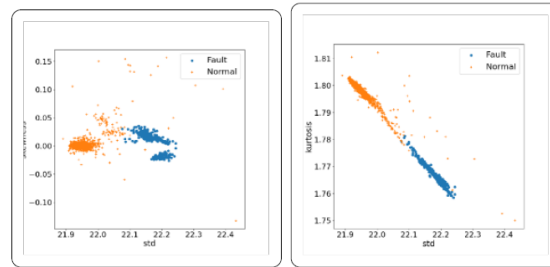 0.15
0.10
0.05
0.00
−0.05
−0.10
21.9 22.0 22.1 22.2 22.3 22.4
std
Fault
Normal
1.81
1.80
1.79
1.78
1.77
1.76
1.75
kurtosis
21.9 22.0 22.1 22.2 22.3 22.4
std
Fault
Normal